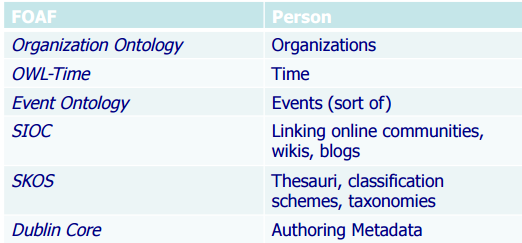 FOAF Person
Organization Ontology Organizations
OWL-Time Time
Event Ontology Events (sort of)
SIOC Linking online communities,
wikis, blogs
SKOS Thesauri, classification
schemes, taxonomies
Dublin Core Authoring Metadata